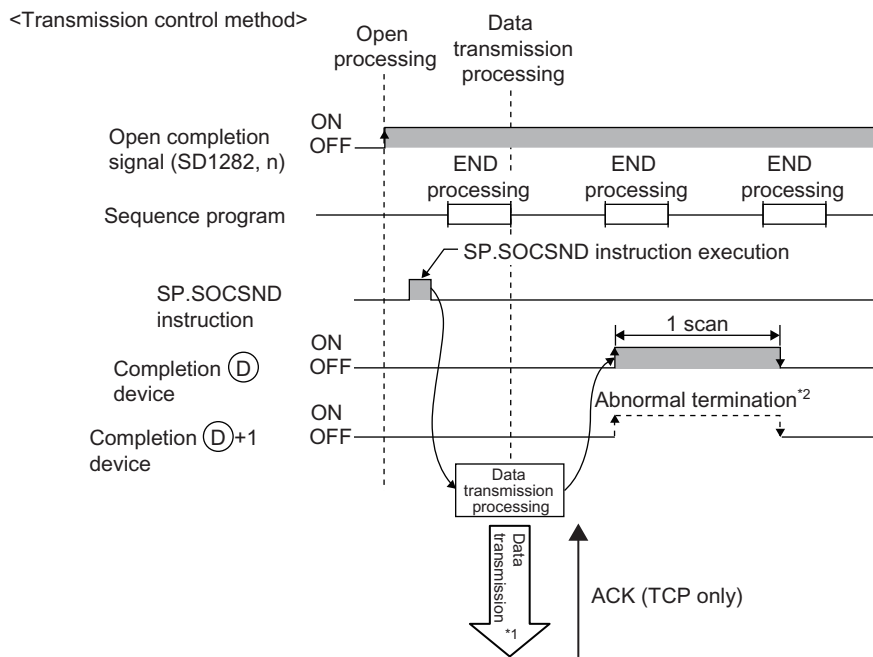 <Transmission control method>
Open
processing
Data
transmission
processing
Open completion
signal (SD1282, n)
ON
OFF
END
processing
END
processing
END
processing
Sequence program
SP.SOCSND instruction execution
SP.SOCSND
instruction
1 scan
Completion D
device
ON
OFF
Abnormal termination*2
Completion D+1
device
ON
OFF
Data
transmission
processing
Data
transmission
*1
ACK (TCP only)